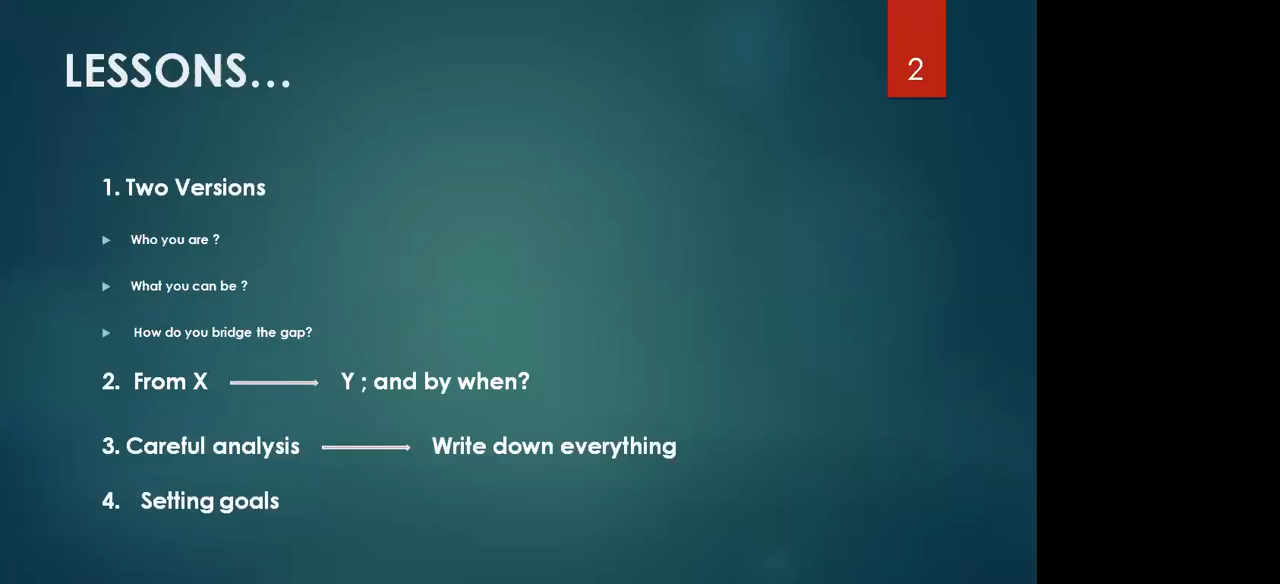 LESSONS...
2
1. Two Versions
Who you are ?
What you can be ?
How do you bridge the gap?
2. From X Y ; and by when?
3. Careful analysis Write down everything
4. Setting goals